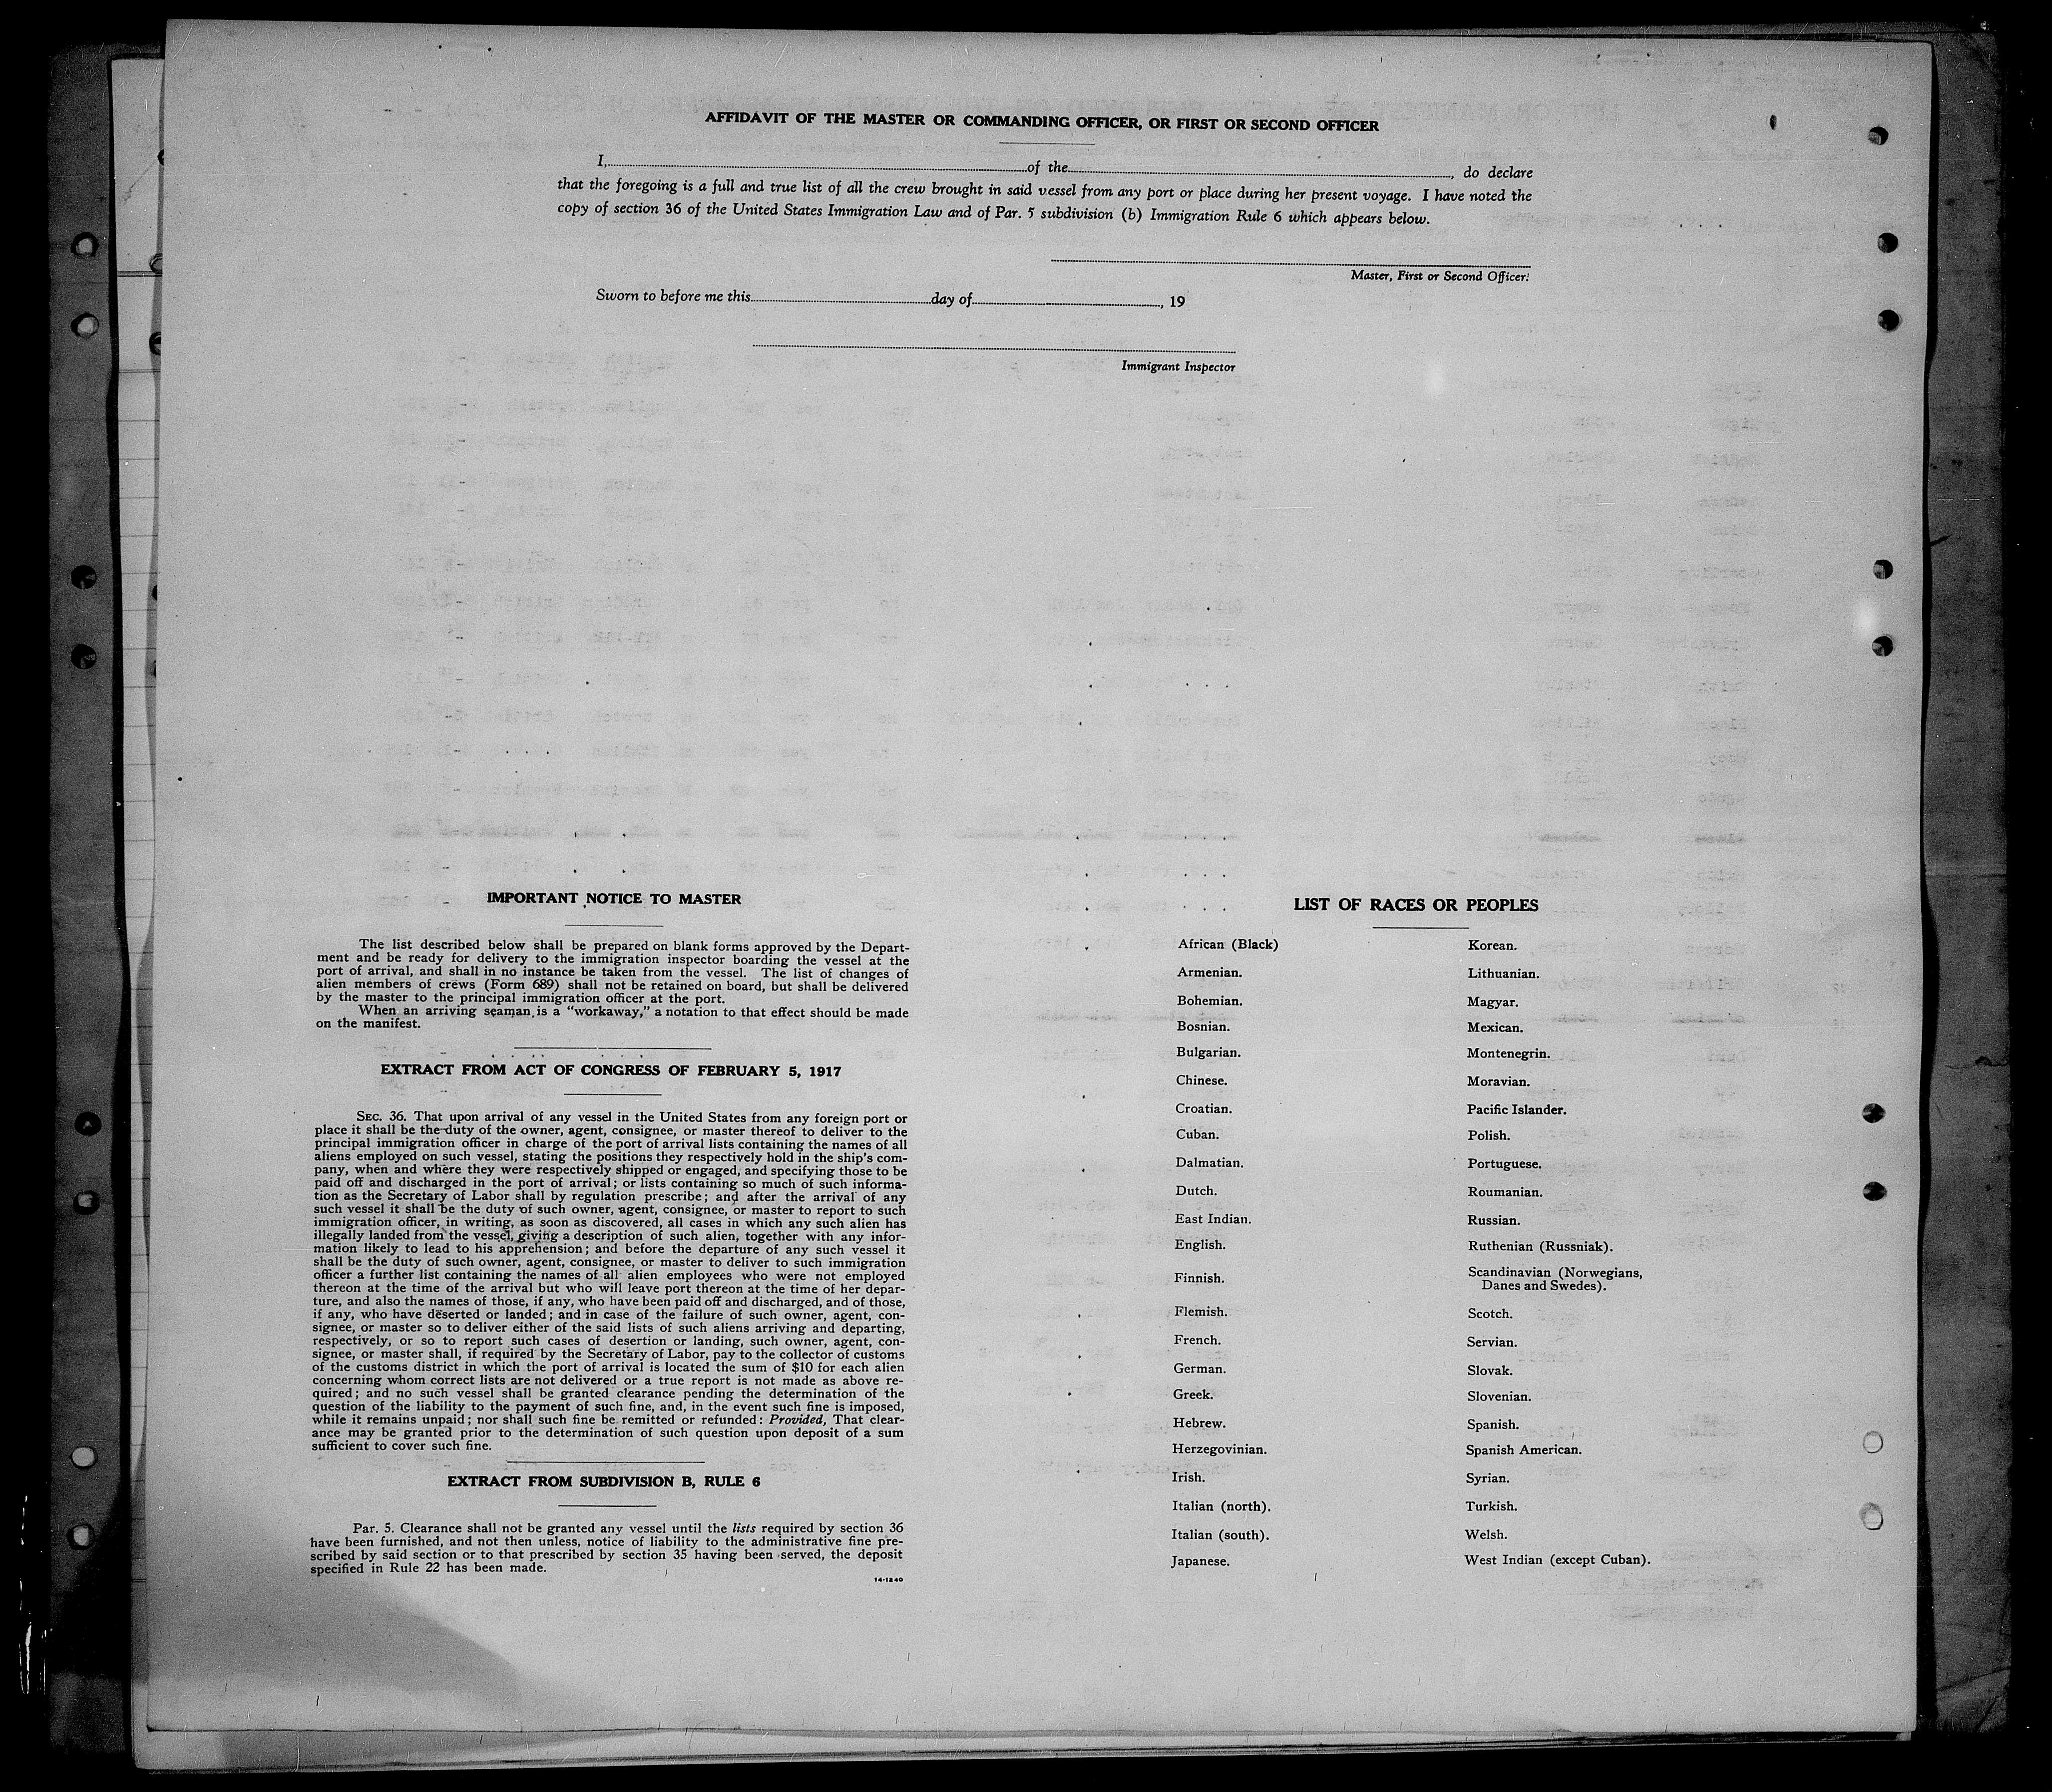 AFFIDAVIT OF THE MASTER OR COMMANDING OFFICER, OR FIRST OR SECOND OFFICER
I, of the , do declare
that the foregoing is a full and true list of all the crew brought in said vessel from any port or place during her present voyage. I have noted the
copy of section 36 of the United States Immigration Law and of Par. 5 subdivision (b) Immigration Rule 6 which appears below.
Master, First or Second Officer.
Sworn to before me this day of , 19
Immigrant Inspector
IMPORTANT NOTICE TO MASTER
The list described below shall be prepared on blank forms approved by the Depart-
ment and be ready for delivery to the immigration inspector boarding the vessel at the
port of arrival, and shall in no instance be taken from the vessel. The list of changes of
alien members of crews (Form 689) shall not be retained on board, but shall be delivered
by the master to the principal immigration officer at the port.
When an arriving seaman is a "workaway," a notation to that effect should be made
on the manifest.
EXTRACT FROM ACT OF CONGRESS OF FEBRUARY 5, 1917
SEC. 36. That upon arrival of any vessel in the United States from any foreign port or
place it shall be the duty of the owner, agent, consignee, or master thereof to deliver to the
principal immigration officer in charge of the port of arrival lists containing the names of all
aliens employed on such vessel, stating the positions they respectively hold in the ship's com-
pany, when and where they were respectively shipped or engaged, and specifying those to be
paid off and discharged in the port of arrival; or lists containing so much of such informa-
tion as the Secretary of Labor shall by regulation prescribe; and after the arrival of any
such vessel it shall be the duty of such owner, agent, consignee, or master to report to such
immigration officer, in writing, as soon as discovered, all cases in which any such alien has
illegally landed from the vessel, giving a description of such alien, together with any infor-
mation likely to lead to his apprehension; and before the departure of any such vessel it
shall be the duty of such owner, agent, consignee, or master to deliver to such immigration
officer a further list containing the names of all alien employees who were not employed
thereon at the time of the arrival but who will leave port thereon at the time of her depar-
ture, and also the names of those, if any, who have been paid off and discharged, and of those,
if any, who have deserted or landed; and in case of the failure of such owner, agent, con-
signee, or master so to deliver either of the said lists of such aliens arriving and departing,
respectively, or so to report such cases of desertion or landing, such owner, agent, con-
signee, or master shall, if required by the Secretary of Labor, pay to the collector of customs
of the customs district in which the port of arrival is located the sum of $10 for each alien
concerning whom correct lists are not delivered or a true report is not made as above re-
quired; and no such vessel shall be granted clearance pending the determination of the
question of the liability to the payment of such fine, and, in the event such fine is imposed,
while it remains unpaid; nor shall such fine be remitted or refunded: Provided, That clear-
ance may be granted prior to the determination of such question upon deposit of a sum
sufficient to cover such fine.
EXTRACT FROM SUBDIVISION B, RULE 6
Par. 5. Clearance shall not be granted any vessel until the lists required by section 36
have been furnished, and not then unless, notice of liability to the administrative fine pre-
scribed by said section or to that prescribed by section 35 having been served, the deposit
specified in Rule 22 has been made.
14-1240
LIST OF RACES OR PEOPLES
African (Black)
Armenian.
Bohemian.
Bosnian.
Bulgarian.
Chinese.
Croatian.
Cuban.
Dalmatian.
Dutch.
East Indian.
English.
Finnish.
Flemish.
French.
German.
Greek.
Hebrew.
Herzegovinian.
Irish.
Italian (north).
Italian (south).
Japanese.
Korean.
Lithuanian.
Magyar.
Mexican.
Montenegrin.
Moravian.
Pacific Islander.
Polish.
Portuguese.
Roumanian.
Russian.
Ruthenian (Russniak).
Scandinavian (Norwegians,
Danes and Swedes).
Scotch.
Servian.
Slovak.
Slovenian.
Spanish.
Spanish American.
Syrian.
Turkish.
Welsh.
West Indian (except Cuban).